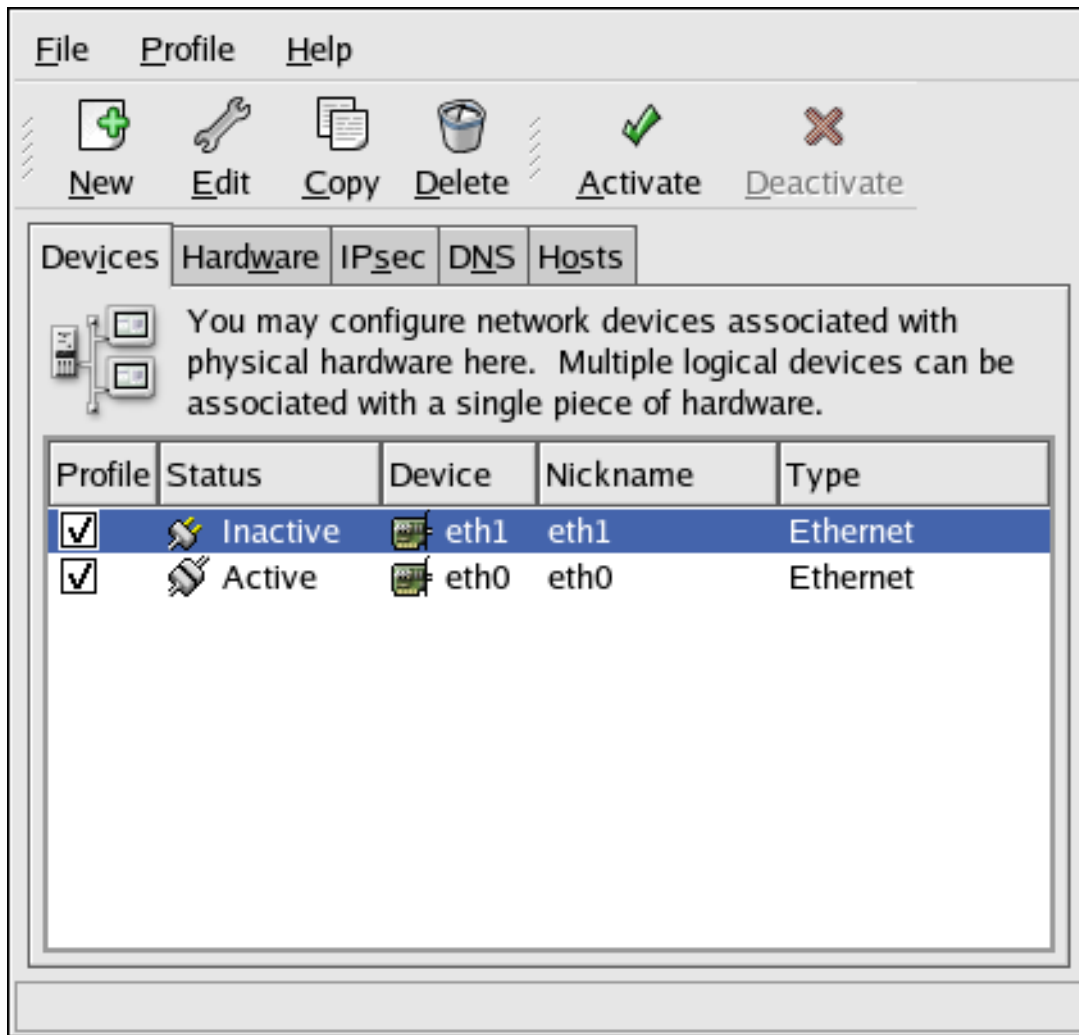 File Profile Help
New Edit Copy Delete Activate Deactivate
Devices Hardware IPsec DNS Hosts
You may configure network devices associated with
physical hardware here.  Multiple logical devices can be
associated with a single piece of hardware.
Profile Status Device Nickname Type
Inactive eth1 eth1 Ethernet
Active eth0 eth0 Ethernet